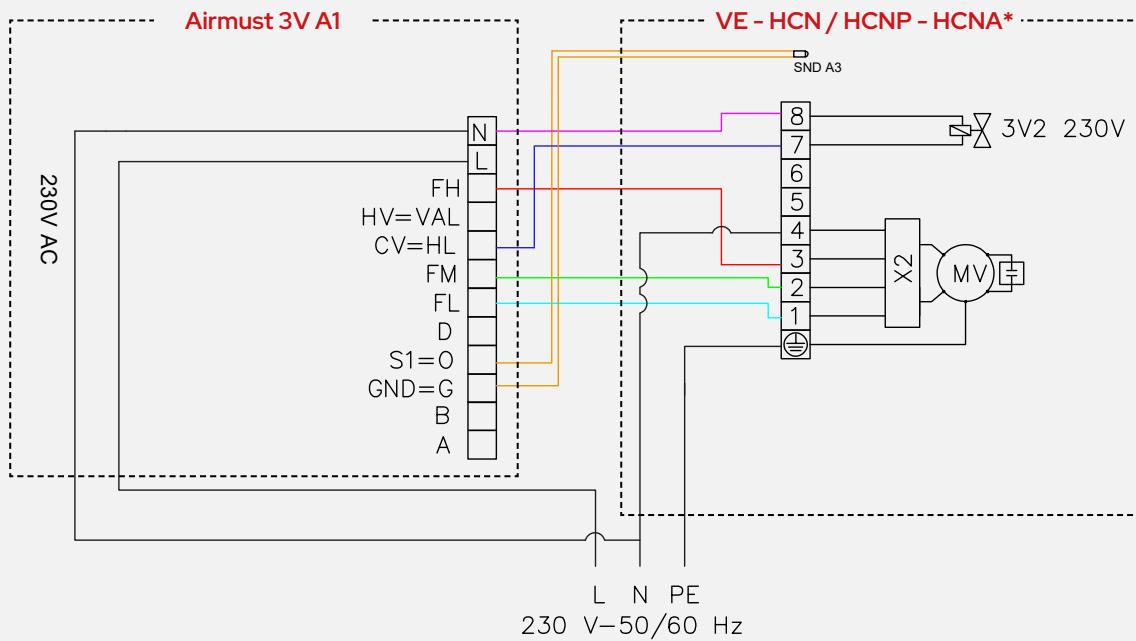 Airmust 3V A1
VE - HCN / HCNP - HCNA*
SND A3
230V AC
N
L
FH
HV=VAL
CV=HL
FM
FL
D
S1=O
GND=G
B
A
8
7
6
5
4
3
2
1
3V2 230V
X2
MV
L N PE
230 V-50/60 Hz